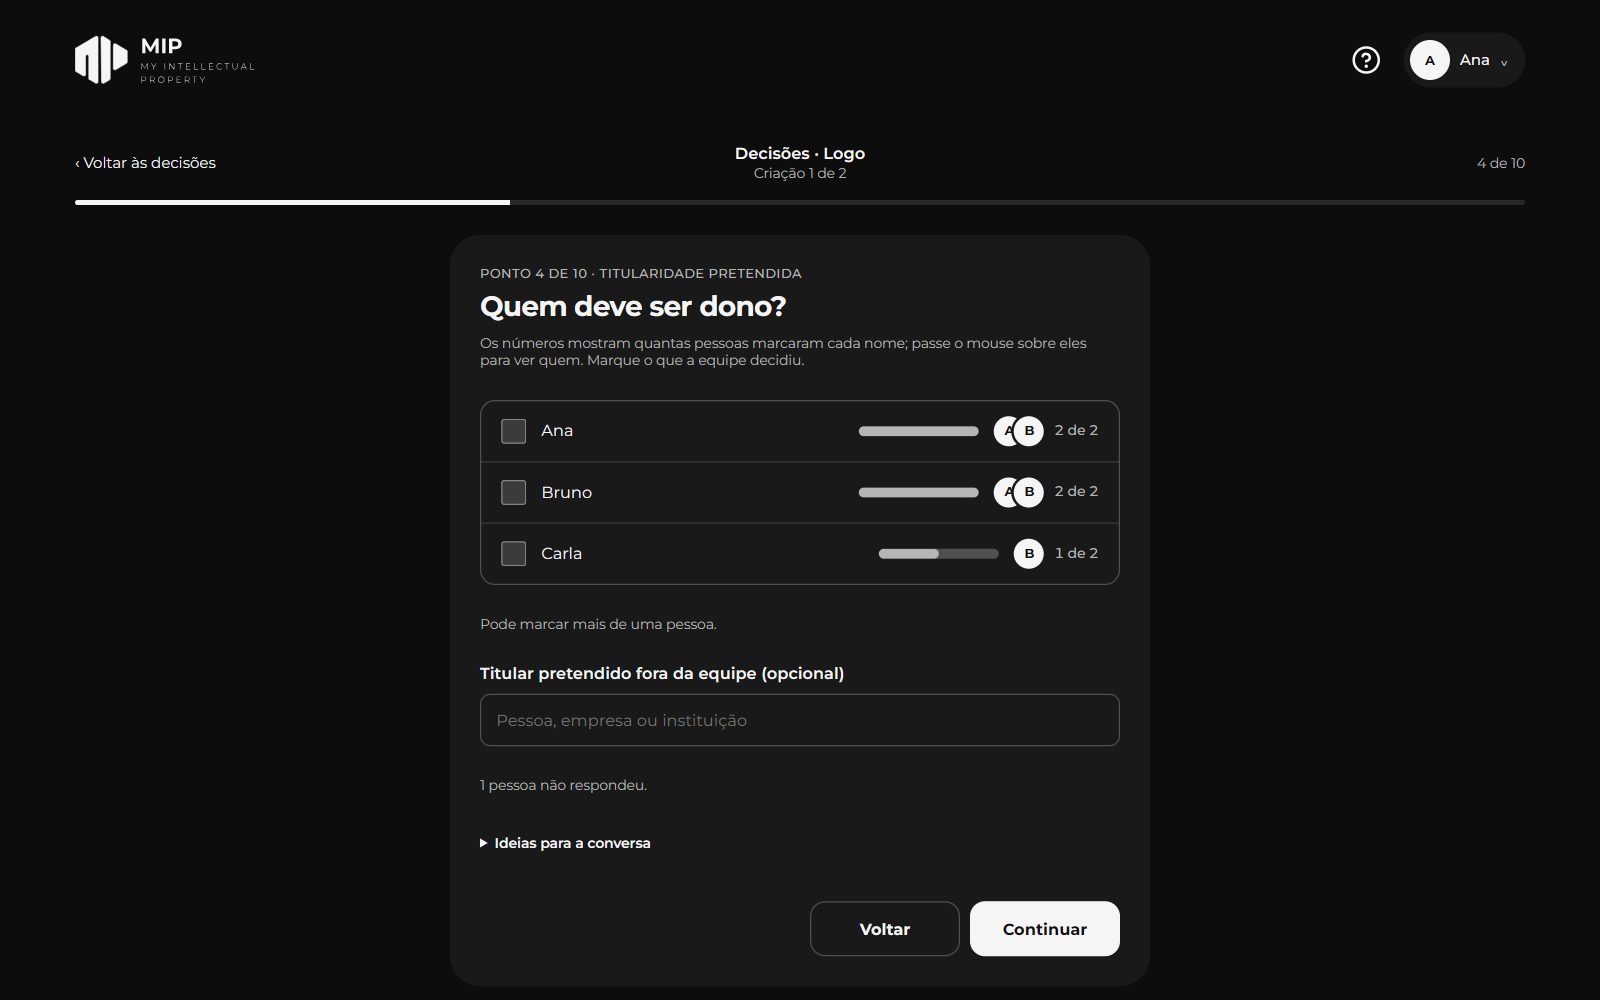 MIP
MY INTELLECTUAL
PROPERTY
A
Ana
‹ Voltar às decisões
Decisões · Logo
Criação 1 de 2
4 de 10
PONTO 4 DE 10 · TITULARIDADE PRETENDIDA
Quem deve ser dono?
Os números mostram quantas pessoas marcaram cada nome; passe o mouse sobre eles
para ver quem. Marque o que a equipe decidiu.
Ana A B 2 de 2
Bruno A B 2 de 2
Carla B 1 de 2
Pode marcar mais de uma pessoa.
Titular pretendido fora da equipe (opcional)
Pessoa, empresa ou instituição
1 pessoa não respondeu.
Ideias para a conversa
Voltar
Continuar